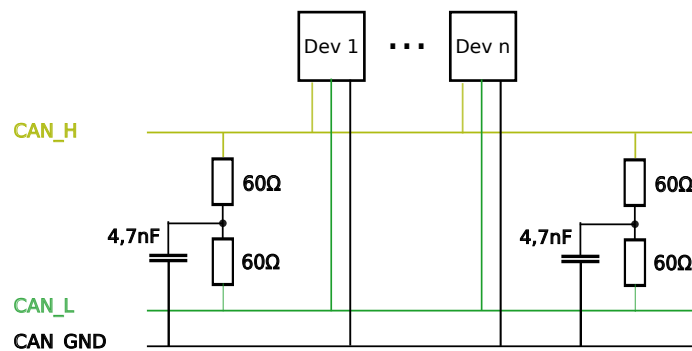 Dev 1 ... Dev n
CAN_H
60Ω 60Ω
4,7nF 4,7nF
60Ω 60Ω
CAN_L
CAN_GND